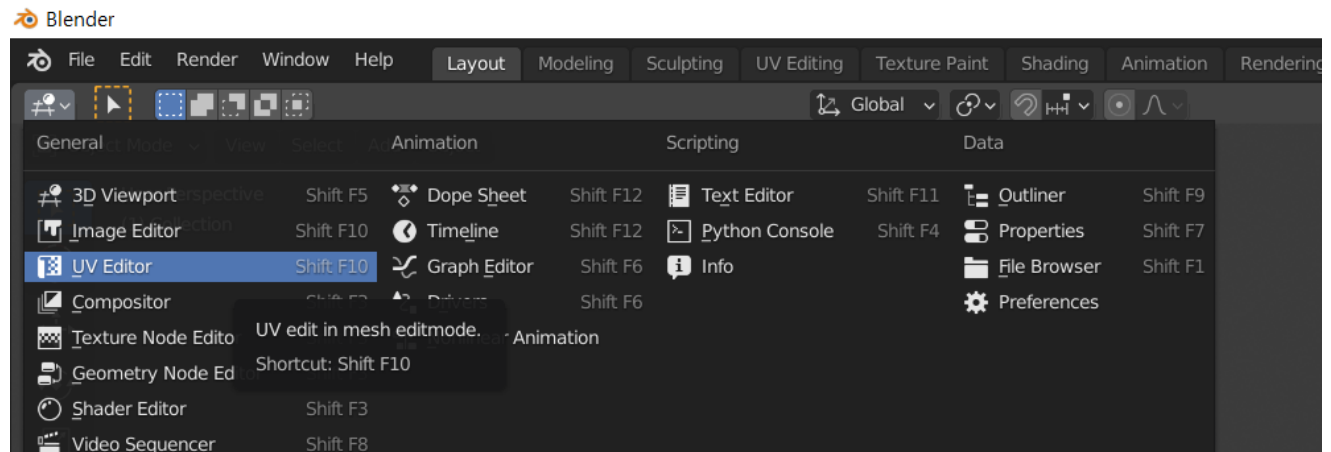 Blender
File Edit Render Window Help Layout Modeling Sculpting UV Editing Texture Paint Shading Animation Rendering
Global
General Animation Scripting Data
3D Viewport Shift F5 Dope Sheet Shift F12 Text Editor Shift F11 Outliner Shift F9
Image Editor Shift F10 Timeline Shift F12 Python Console Shift F4 Properties Shift F7
UV Editor Shift F10 Graph Editor Shift F6 Info File Browser Shift F1
Compositor Shift F3 Drivers Shift F6 Preferences
Texture Node Edito Nonlinear Animation
Geometry Node Ed
Shader Editor Shift F3
Video Sequencer Shift F8
UV edit in mesh editmode.
Shortcut: Shift F10